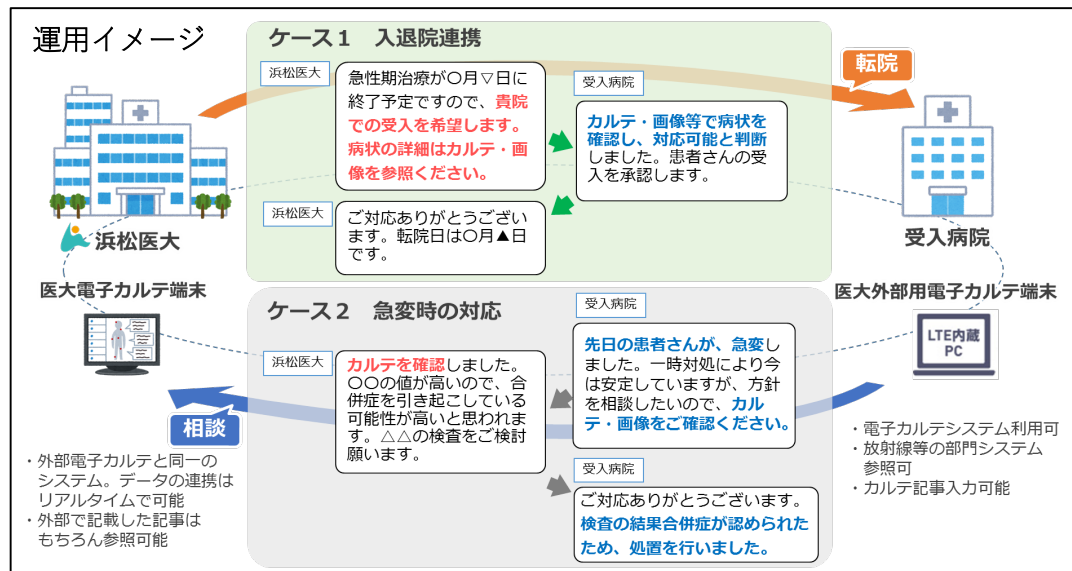 運用イメージ
ケース１　入退院連携
浜松医大
急性期治療が〇月▽日に
終了予定ですので、貴院
での受入を希望します。
病状の詳細はカルテ・画
像を参照ください。
受入病院
カルテ・画像等で病状を
確認し、対応可能と判断
しました。患者さんの受
入を承認します。
浜松医大
ご対応ありがとうござい
ます。転院日は〇月▲日
です。
転院
浜松医大
受入病院
医大電子カルテ端末
医大外部用電子カルテ端末
LTE内蔵
PC
ケース２　急変時の対応
受入病院
先日の患者さんが、急変し
ました。一時対処により今
は安定していますが、方針
を相談したいので、カル
テ・画像をご確認ください。
浜松医大
カルテを確認しました。
〇〇の値が高いので、合
併症を引き起こしている
可能性が高いと思われま
す。△△の検査をご検討
願います。
受入病院
ご対応ありがとうございます。
検査の結果合併症が認められた
ため、処置を行いました。
相談
・外部電子カルテと同一の
システム。データの連携は
リアルタイムで可能
・外部で記載した記事は
もちろん参照可能
・電子カルテシステム利用可
・放射線等の部門システム
参照可
・カルテ記事入力可能